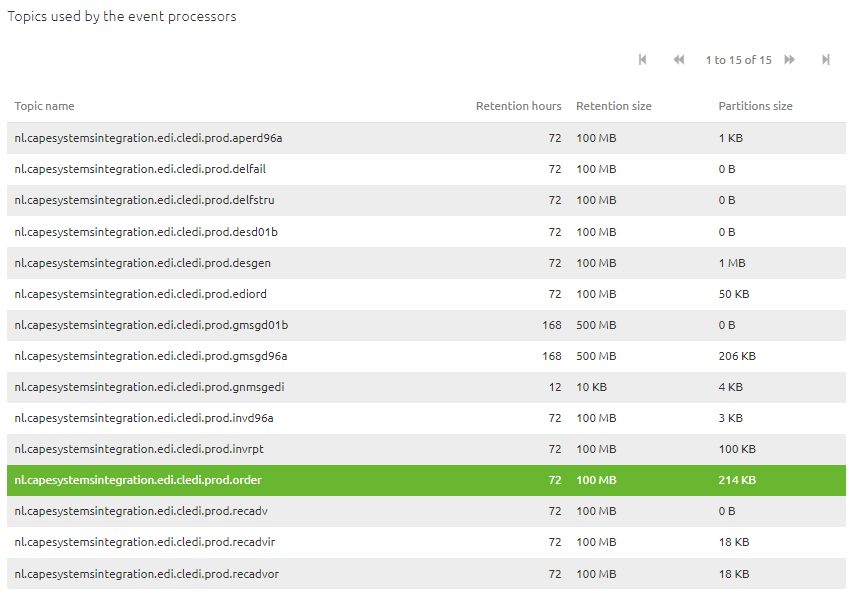 Topics used by the event processors
1 to 15 of 15
Topic name Retention hours Retention size Partitions size
nl.capesystemsintegration.edi.cledi.prod.aperd96a 72 100 MB 1 KB
nl.capesystemsintegration.edi.cledi.prod.delfail 72 100 MB 0 B
nl.capesystemsintegration.edi.cledi.prod.delfstru 72 100 MB 0 B
nl.capesystemsintegration.edi.cledi.prod.desd01b 72 100 MB 0 B
nl.capesystemsintegration.edi.cledi.prod.desgen 72 100 MB 1 MB
nl.capesystemsintegration.edi.cledi.prod.ediord 72 100 MB 50 KB
nl.capesystemsintegration.edi.cledi.prod.gmsgd01b 168 500 MB 0 B
nl.capesystemsintegration.edi.cledi.prod.gmsgd96a 168 500 MB 206 KB
nl.capesystemsintegration.edi.cledi.prod.gnmsgedi 12 10 KB 4 KB
nl.capesystemsintegration.edi.cledi.prod.invd96a 72 100 MB 3 KB
nl.capesystemsintegration.edi.cledi.prod.invrpt 72 100 MB 100 KB
nl.capesystemsintegration.edi.cledi.prod.order 72 100 MB 214 KB
nl.capesystemsintegration.edi.cledi.prod.recadv 72 100 MB 0 B
nl.capesystemsintegration.edi.cledi.prod.recadvir 72 100 MB 18 KB
nl.capesystemsintegration.edi.cledi.prod.recadvor 72 100 MB 18 KB